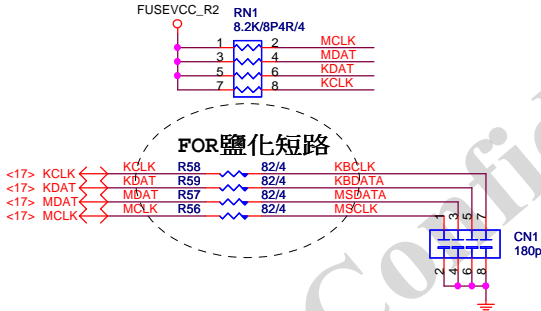 FUSEVCC_R2
RN1
8.2K/8P4R/4
1 2 MCLK
3 4 MDAT
5 6 KDAT
7 8 KCLK
FOR鹽化短路
<17> KCLK KCLK R58 82/4 KBCLK
<17> KDAT KDAT R59 82/4 KBDATA
<17> MDAT MDAT R57 82/4 MSDATA
<17> MCLK MCLK R56 82/4 MSCLK
1 3 5 7
CN1
180p
2 4 6 8
Confid